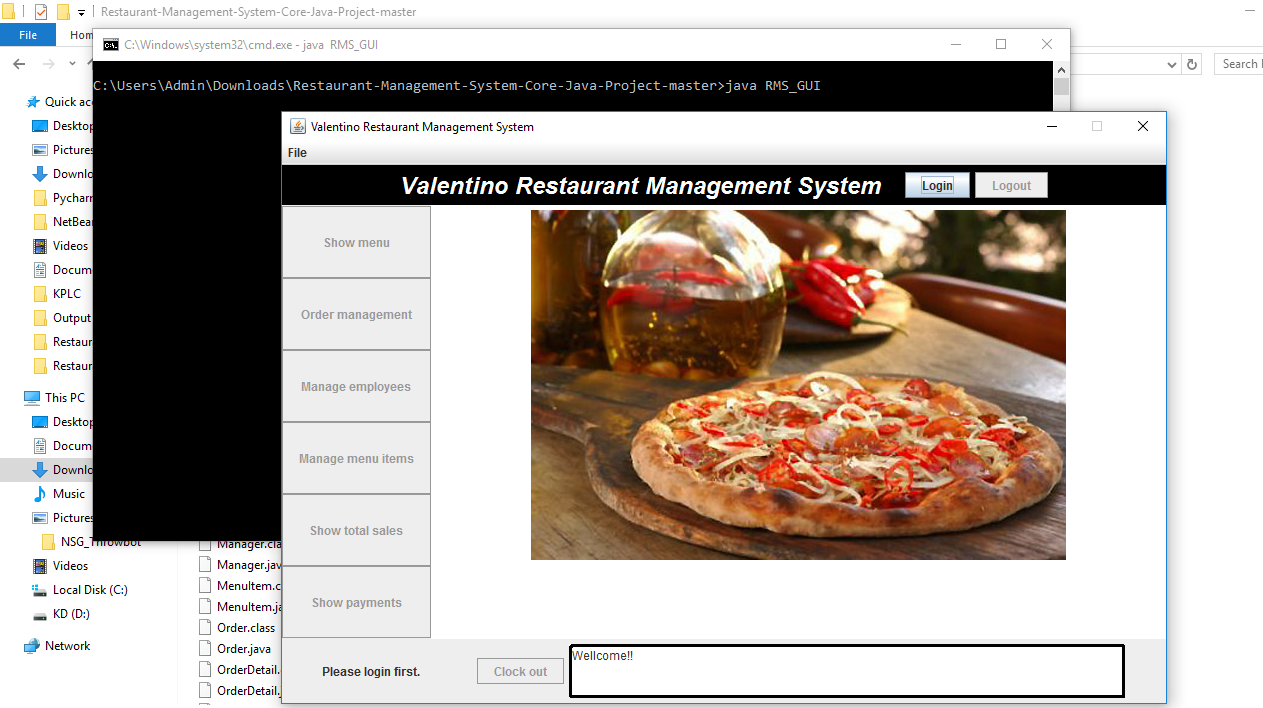 Restaurant-Management-System-Core-Java-Project-master
File
Hom
C:\Windows\system32\cmd.exe - java RMS_GUI
Search
C:\Users\Admin\Downloads\Restaurant-Management-System-Core-Java-Project-master>java RMS_GUI
Quick ac
Desktop
Pictures
Downlo
Pycharm
NetBean
Videos
Docum
KPLC
Output
Restaur
Restaur
This PC
Desktop
Docum
Downlo
Music
Pictures
NSG_Throwbot
Videos
Local Disk (C:)
KD (D:)
Network
Manager.cla
Manager.jav
MenuItem.c
MenuItem.ja
Order.class
Order.java
OrderDetail.
OrderDetail.j
Valentino Restaurant Management System
File
Valentino Restaurant Management System
Login
Logout
Show menu
Order management
Manage employees
Manage menu items
Show total sales
Show payments
Please login first.
Clock out
Wellcome!!